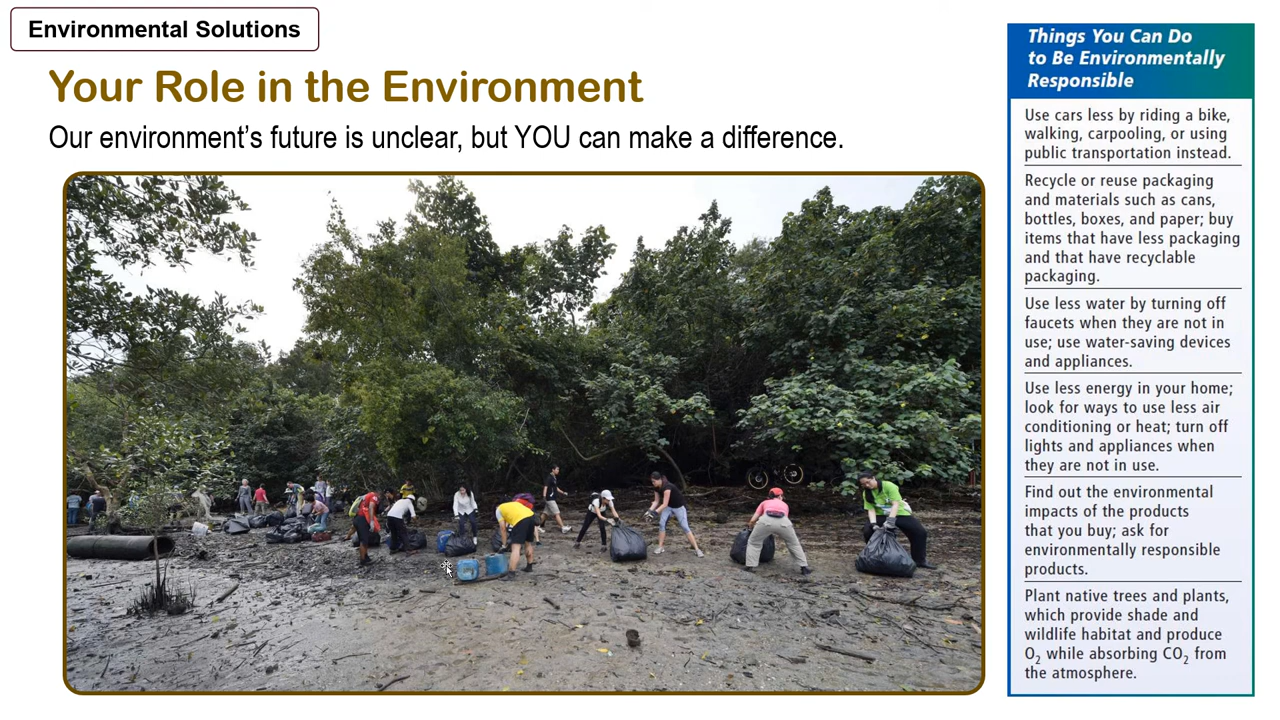 Environmental Solutions
Your Role in the Environment
Our environment’s future is unclear, but YOU can make a difference.
Things You Can Do
to Be Environmentally
Responsible
Use cars less by riding a bike,
walking, carpooling, or using
public transportation instead.
Recycle or reuse packaging
and materials such as cans,
bottles, boxes, and paper; buy
items that have less packaging
and that have recyclable
packaging.
Use less water by turning off
faucets when they are not in
use; use water-saving devices
and appliances.
Use less energy in your home;
look for ways to use less air
conditioning or heat; turn off
lights and appliances when
they are not in use.
Find out the environmental
impacts of the products
that you buy; ask for
environmentally responsible
products.
Plant native trees and plants,
which provide shade and
wildlife habitat and produce
O₂ while absorbing CO₂ from
the atmosphere.